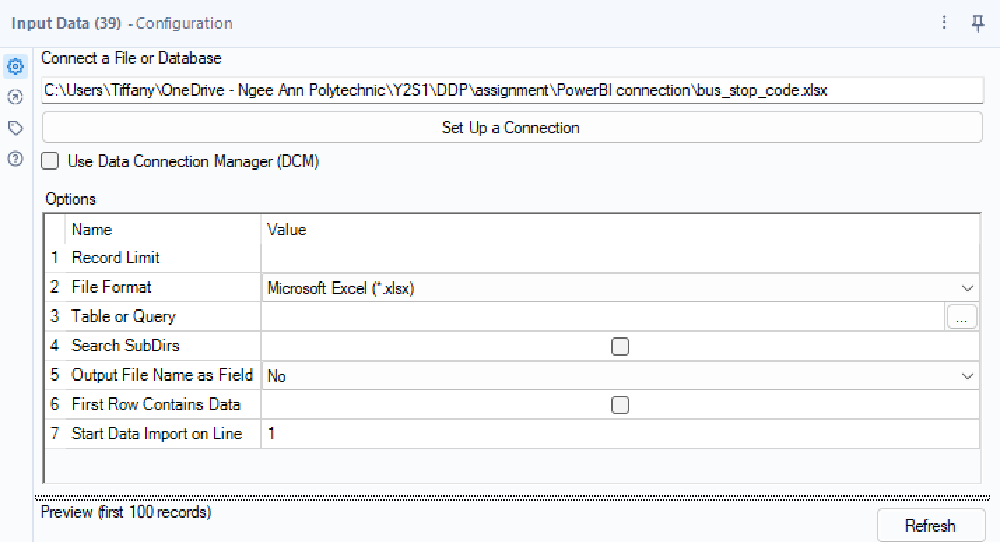 Input Data (39) - Configuration
Connect a File or Database
C:\Users\Tiffany\OneDrive - Ngee Ann Polytechnic\Y2S1\DDP\assignment\PowerBI connection\bus_stop_code.xlsx
Set Up a Connection
Use Data Connection Manager (DCM)
Options
Name Value
1 Record Limit
2 File Format Microsoft Excel (*.xlsx)
3 Table or Query ...
4 Search SubDirs
5 Output File Name as Field No
6 First Row Contains Data
7 Start Data Import on Line 1
Preview (first 100 records)
Refresh